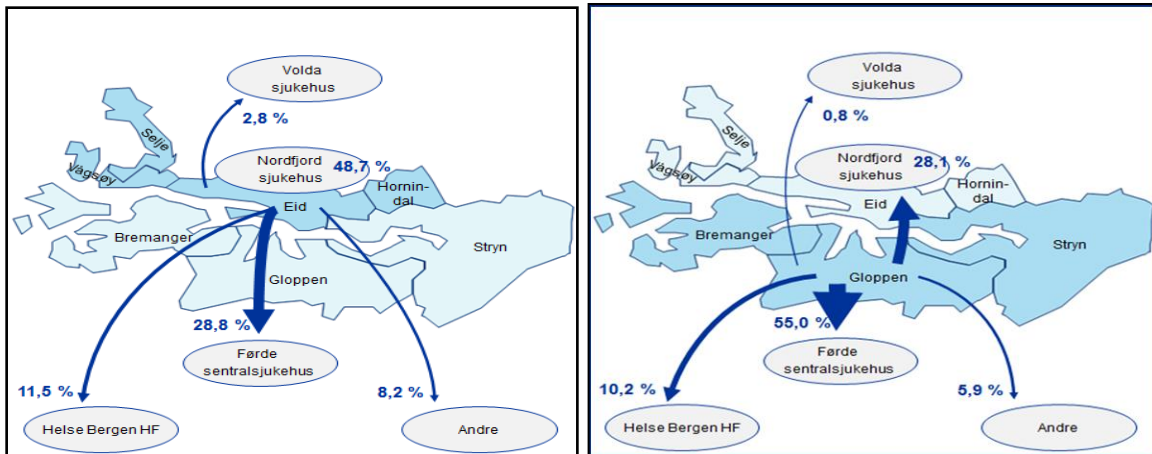 Volda
sjukehus
2,8 %
Selje
Vågsøy
Nordfjord
sjukehus
48,7 %
Hornin-
dal
Eid
Bremanger
Stryn
Gloppen
28,8 %
Førde
sentralsjukehus
11,5 %
8,2 %
Helse Bergen HF
Andre
Volda
sjukehus
0,8 %
Selje
Vågsøy
Nordfjord
sjukehus
28,1 %
Hornin-
dal
Eid
Bremanger
Stryn
Gloppen
55,0 %
Førde
sentralsjukehus
10,2 %
5,9 %
Helse Bergen HF
Andre